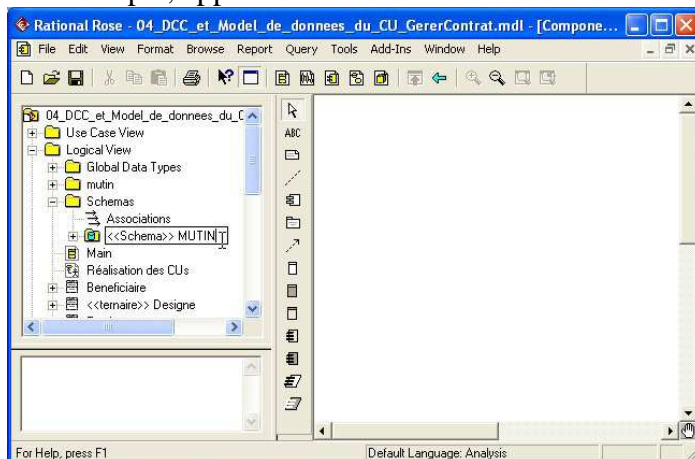 Rational Rose - 04_DCC_et_Model_de_donnees_du_CU_GererContrat.mdl - [Compone...
File Edit View Format Browse Report Query Tools Add-Ins Window Help
04_DCC_et_Model_de_donnees_du_C
Use Case View
Logical View
Global Data Types
mutin
Schemas
Associations
<<Schema>> MUTIN
Main
Réalisation des CUs
Beneficiaire
<<ternaire>> Designe
ABC
For Help, press F1
Default Language: Analysis